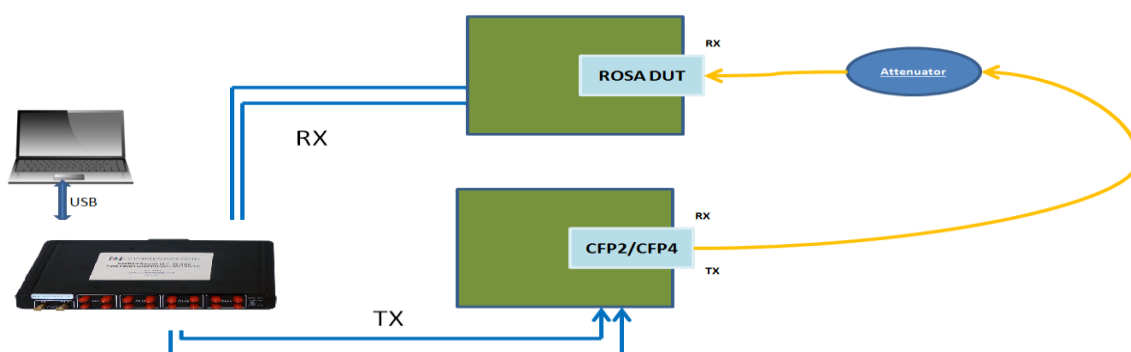 RX
ROSA DUT
Attenuator
RX
USB
RX
CFP2/CFP4
TX
TX